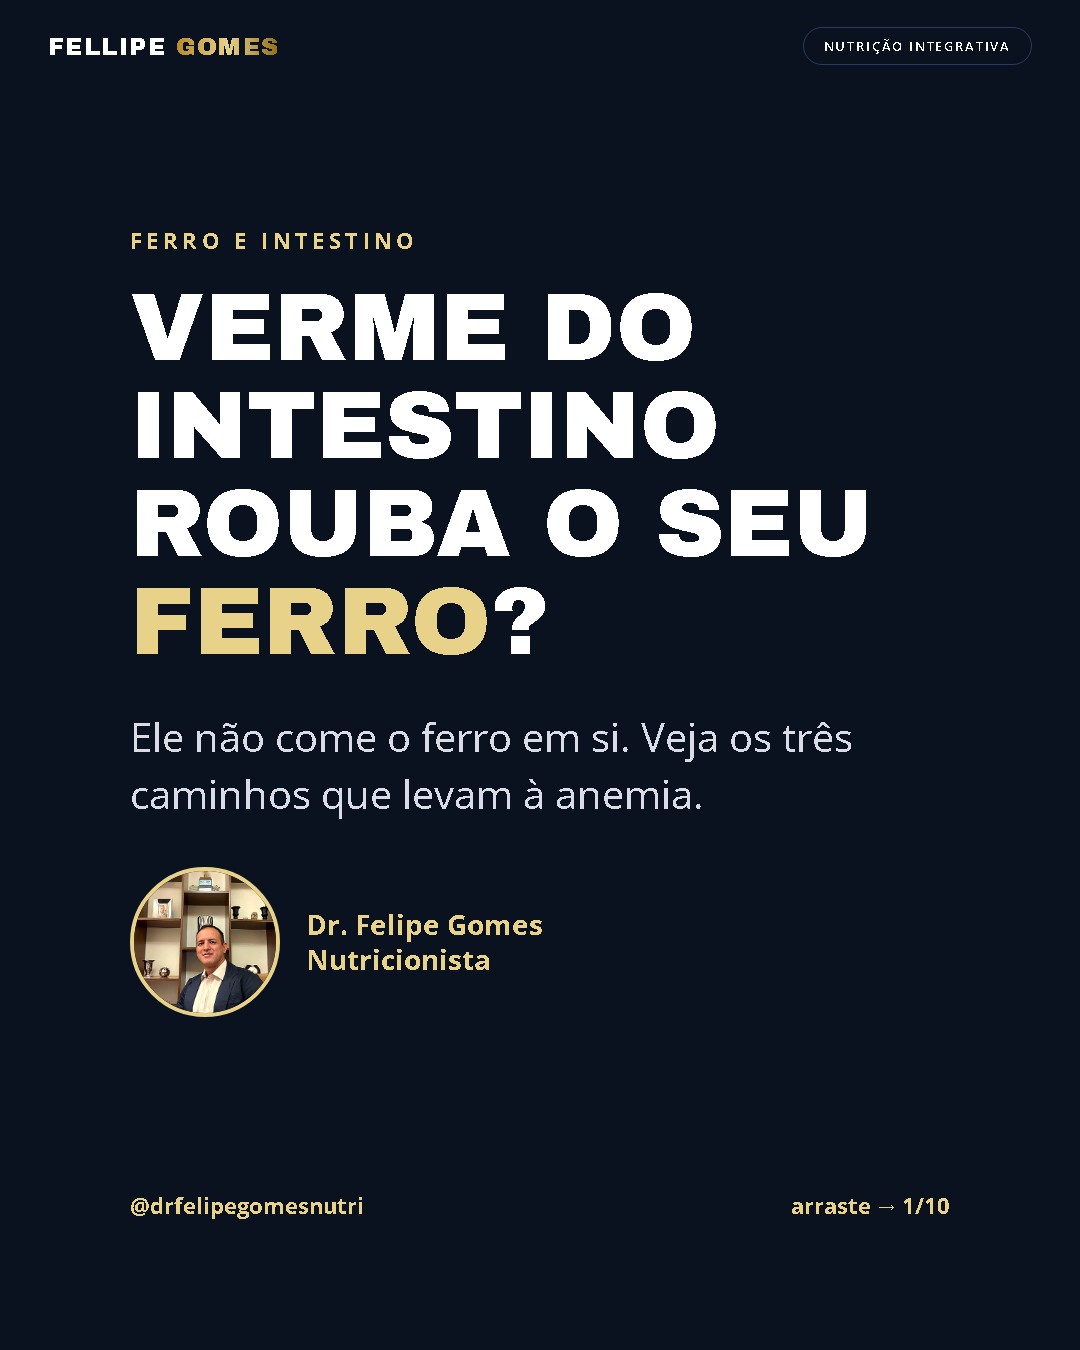 FELLIPE GOMES
NUTRIÇÃO INTEGRATIVA
FERRO E INTESTINO
VERME DO
INTESTINO
ROUBA O SEU
FERRO?
Ele não come o ferro em si. Veja os três
caminhos que levam à anemia.
Dr. Felipe Gomes
Nutricionista
@drfelipegomesnutri
arraste → 1/10